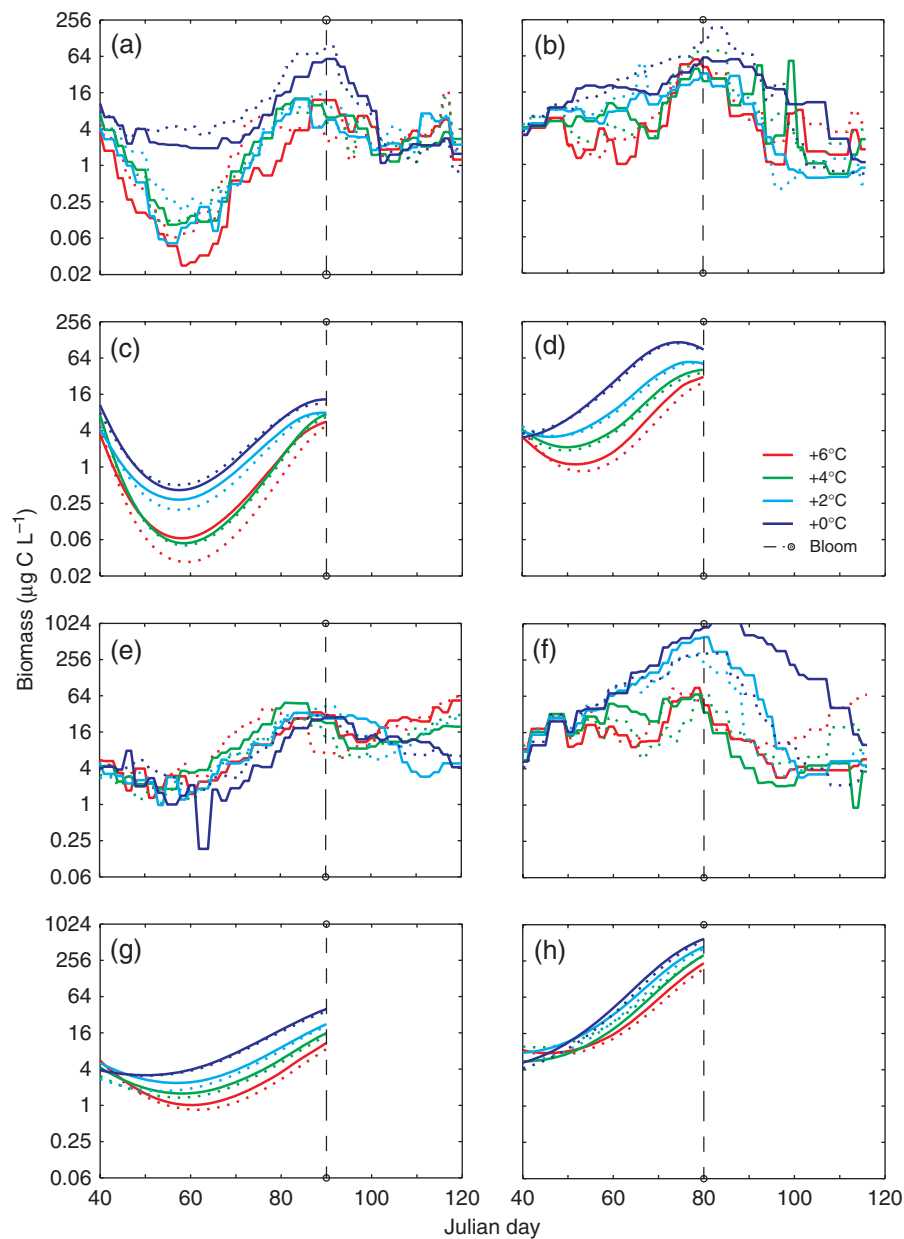 (a)
256
64
16
4
1
0.25
0.06
0.02
(b)
(c)
256
64
16
4
1
0.25
0.06
0.02
(d)
+6°C
+4°C
+2°C
+0°C
Bloom
Biomass (µg C L⁻¹)
(e)
1024
256
64
16
4
1
0.25
0.06
(f)
(g)
1024
256
64
16
4
1
0.25
0.06
40 60 80 100 120
(h)
40 60 80 100 120
Julian day